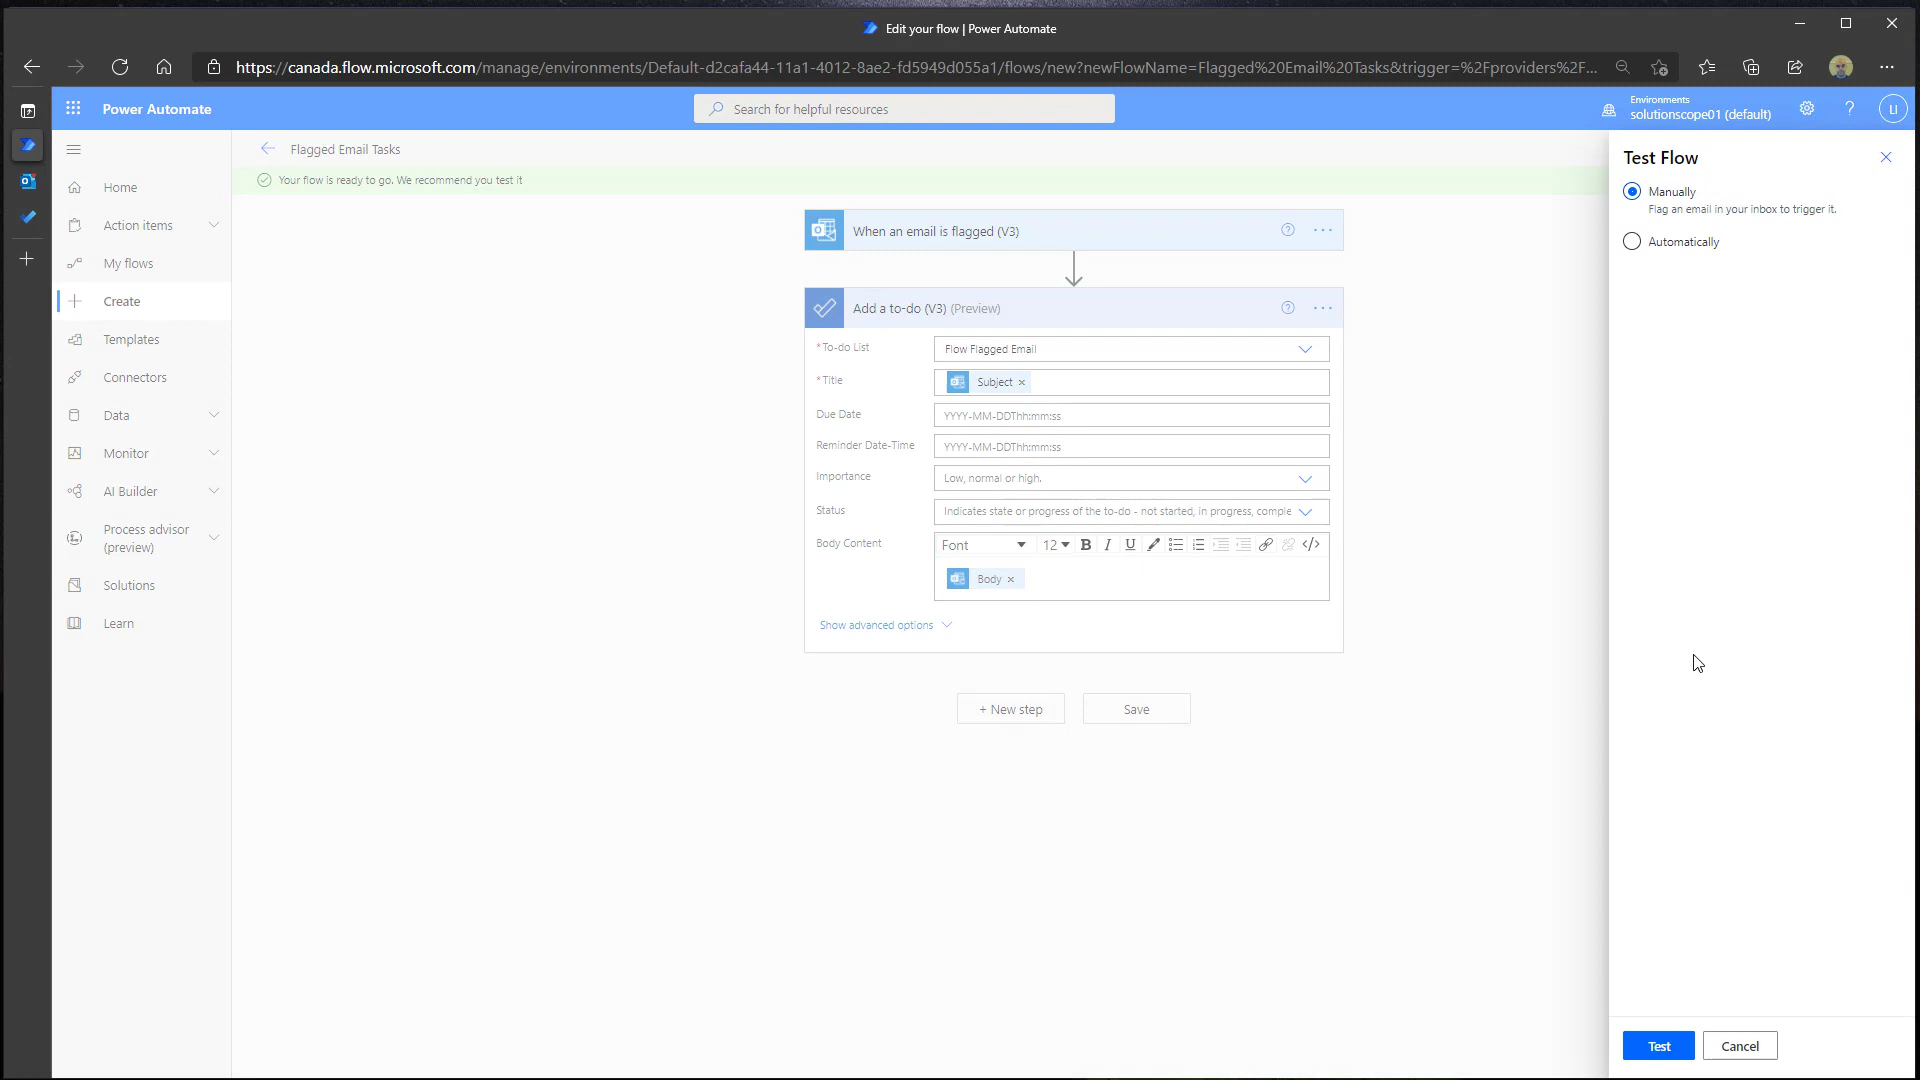 Edit your flow | Power Automate
https://canada.flow.microsoft.com/manage/environments/Default-d2cafa44-11a1-4012-8ae2-fd5949d055a1/flows/new?newFlowName=Flagged%20Email%20Tasks&trigger=%2Fproviders%2F...
Power Automate
Search for helpful resources
Environments
solutionscope01 (default)
?
U
Flagged Email Tasks
Your flow is ready to go. We recommend you test it
Home
Action items
My flows
Create
Templates
Connectors
Data
Monitor
AI Builder
Process advisor
(preview)
Solutions
Learn
When an email is flagged (V3)
Add a to-do (V3) (Preview)
* To-do List
Flow Flagged Email
* Title
Subject ×
Due Date
YYYY-MM-DDThh:mm:ss
Reminder Date-Time
YYYY-MM-DDThh:mm:ss
Importance
Low, normal or high.
Status
Indicates state or progress of the to-do - not started, in progress, comple
Body Content
Font 12 B I U </>
Body ×
Show advanced options
+ New step
Save
Test Flow
Manually
Flag an email in your inbox to trigger it.
Automatically
Test
Cancel